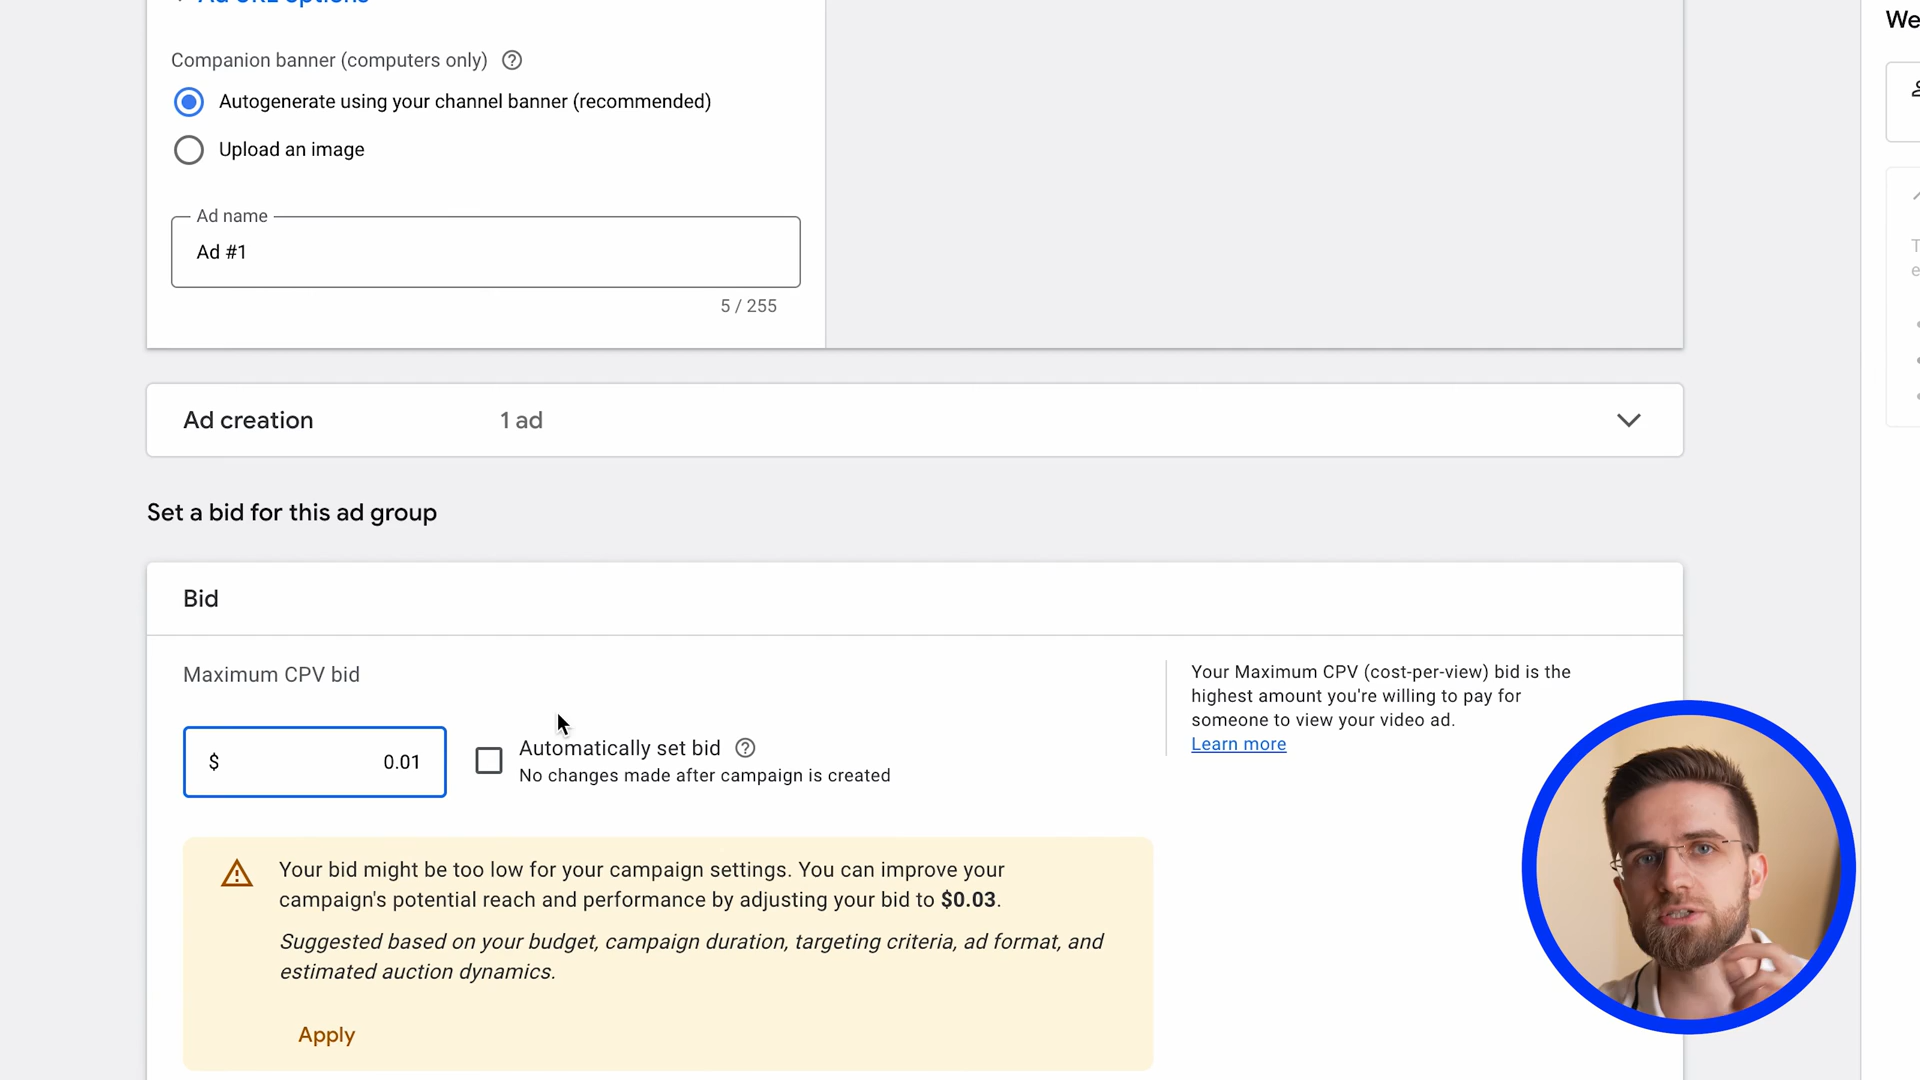 Ad URL options
Companion banner (computers only)
Autogenerate using your channel banner (recommended)
Upload an image
Ad name
Ad #1
5 / 255
Ad creation
1 ad
Set a bid for this ad group
Bid
Maximum CPV bid
$ 0.01
Automatically set bid
No changes made after campaign is created
Your Maximum CPV (cost-per-view) bid is the
highest amount you're willing to pay for
someone to view your video ad.
Learn more
Your bid might be too low for your campaign settings. You can improve your
campaign's potential reach and performance by adjusting your bid to $0.03.
Suggested based on your budget, campaign duration, targeting criteria, ad format, and
estimated auction dynamics.
Apply
We